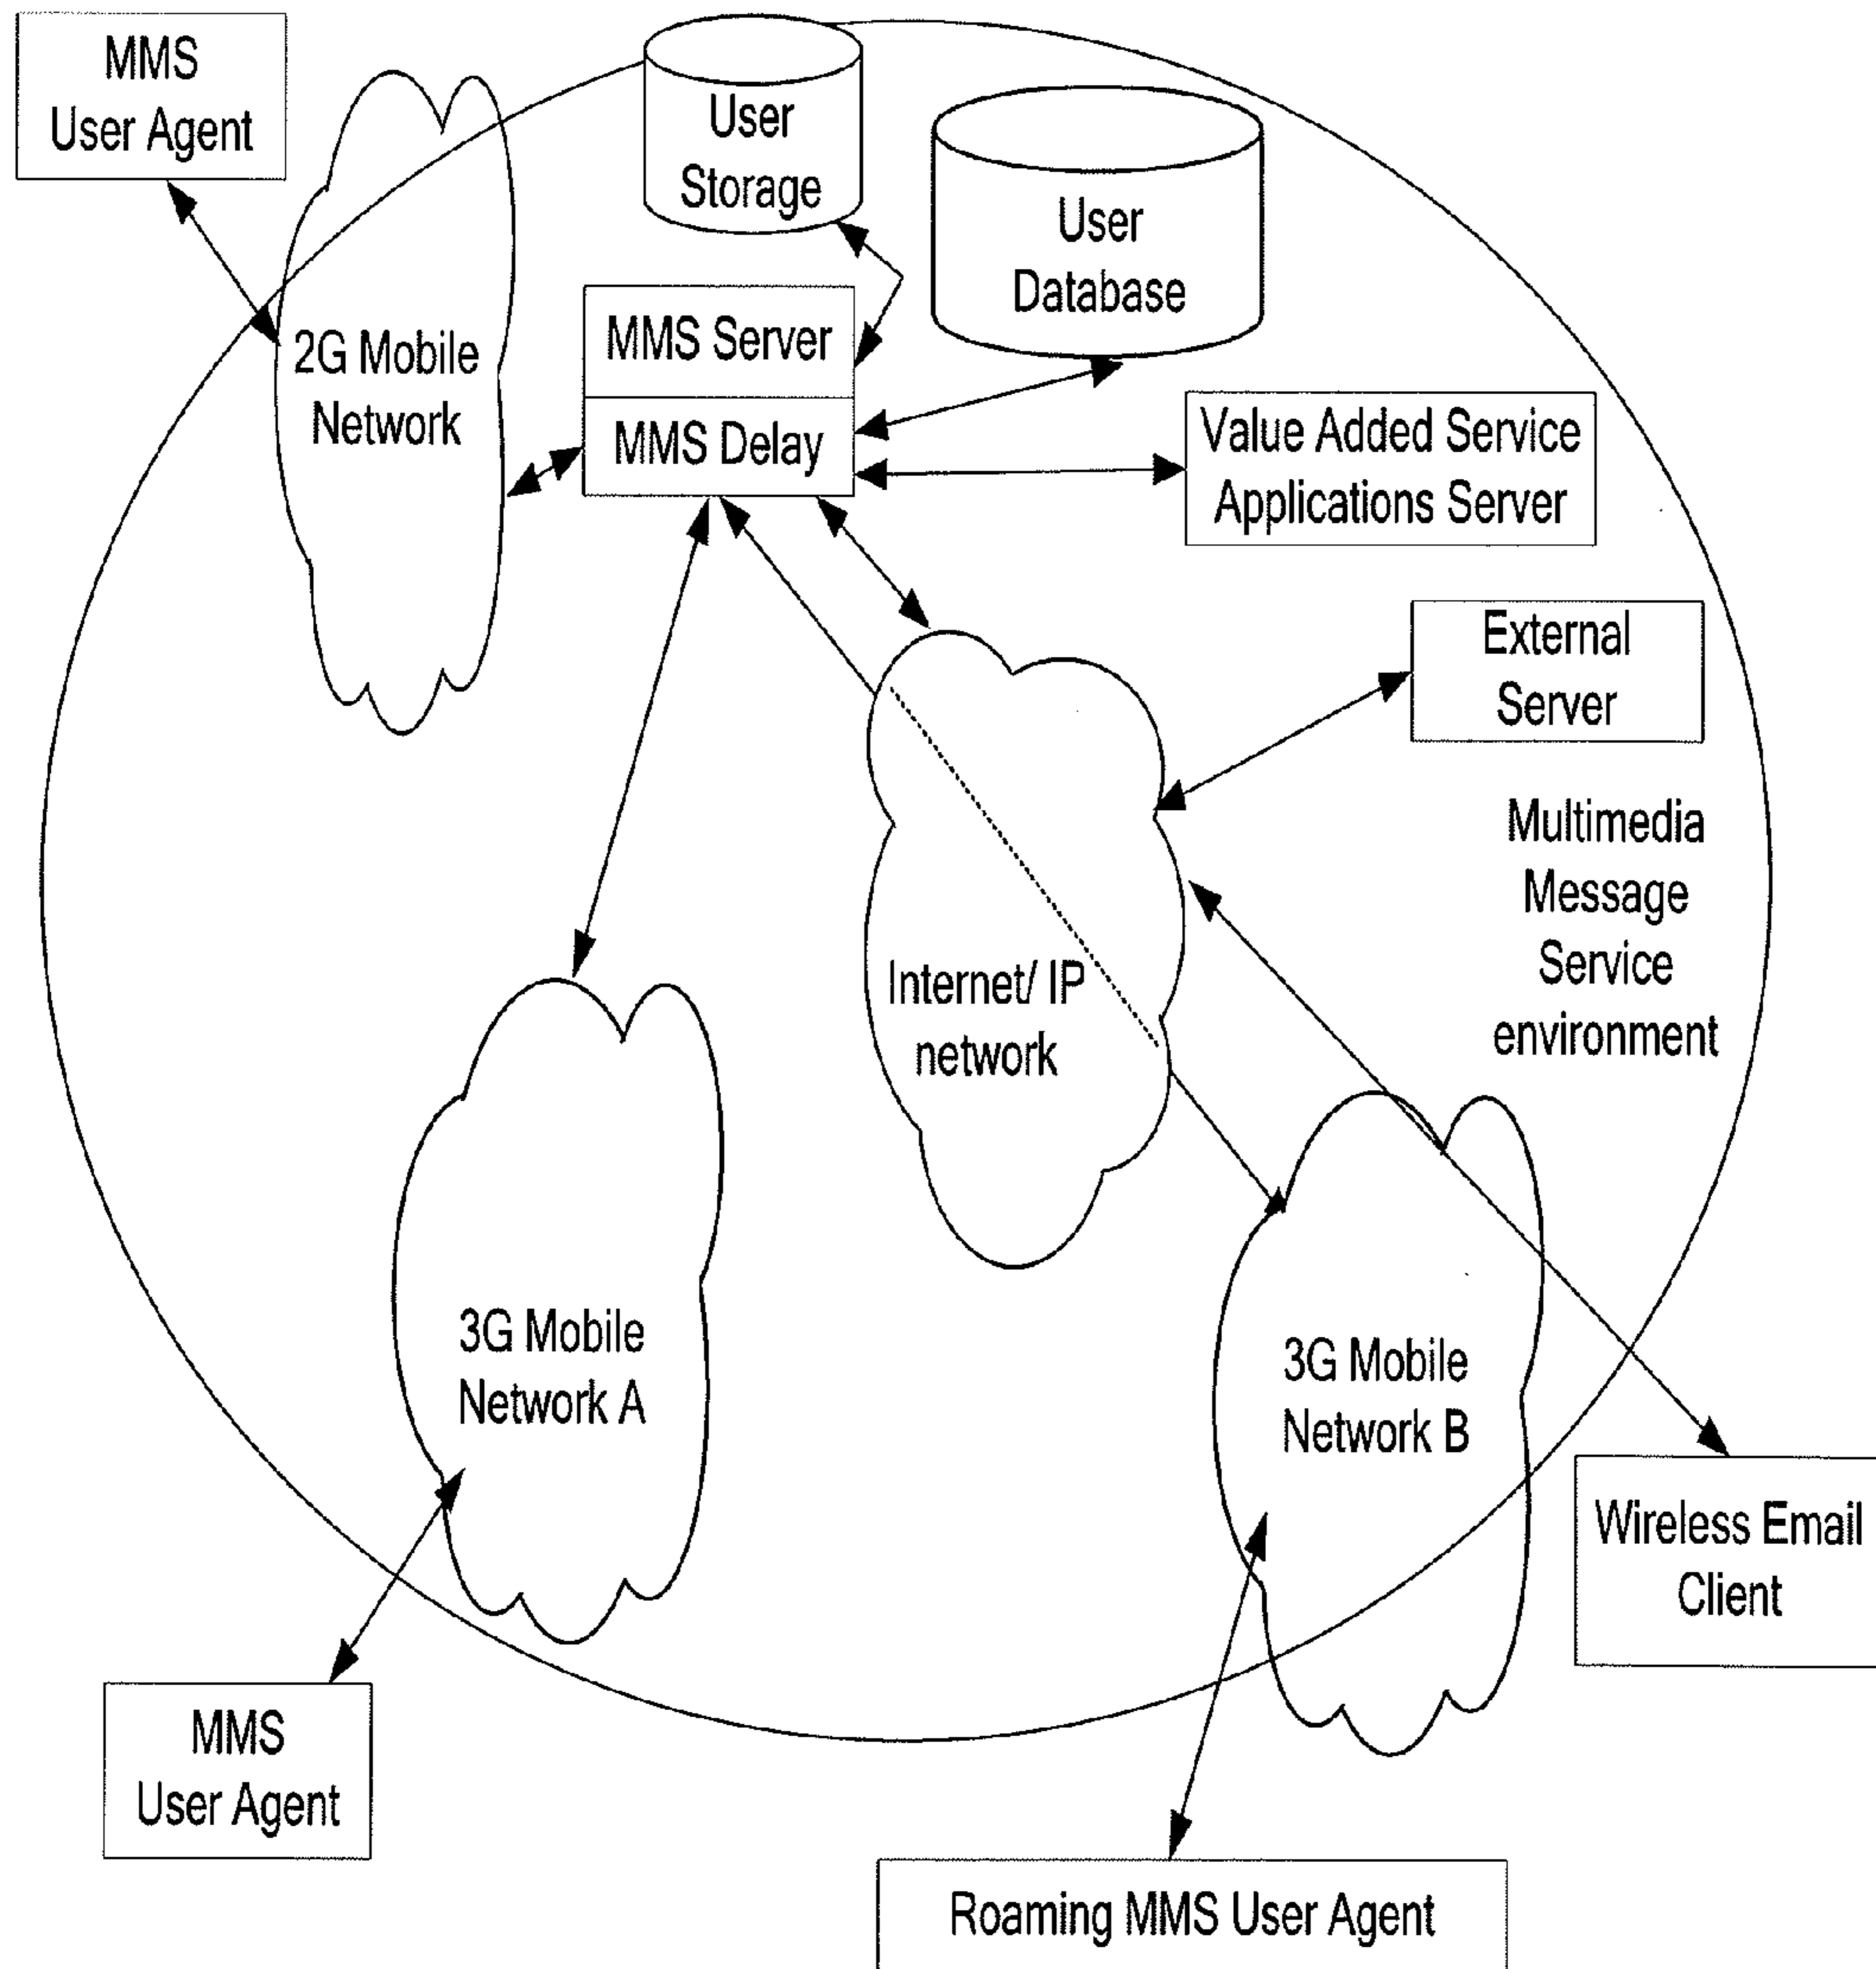 MMS
User Agent
User
Storage
User
Database
2G Mobile
Network
MMS Server
MMS Delay
Value Added Service
Applications Server
External
Server
Multimedia
Message
Service
environment
Internet/ IP
network
3G Mobile
Network A
3G Mobile
Network B
Wireless Email
Client
MMS
User Agent
Roaming MMS User Agent